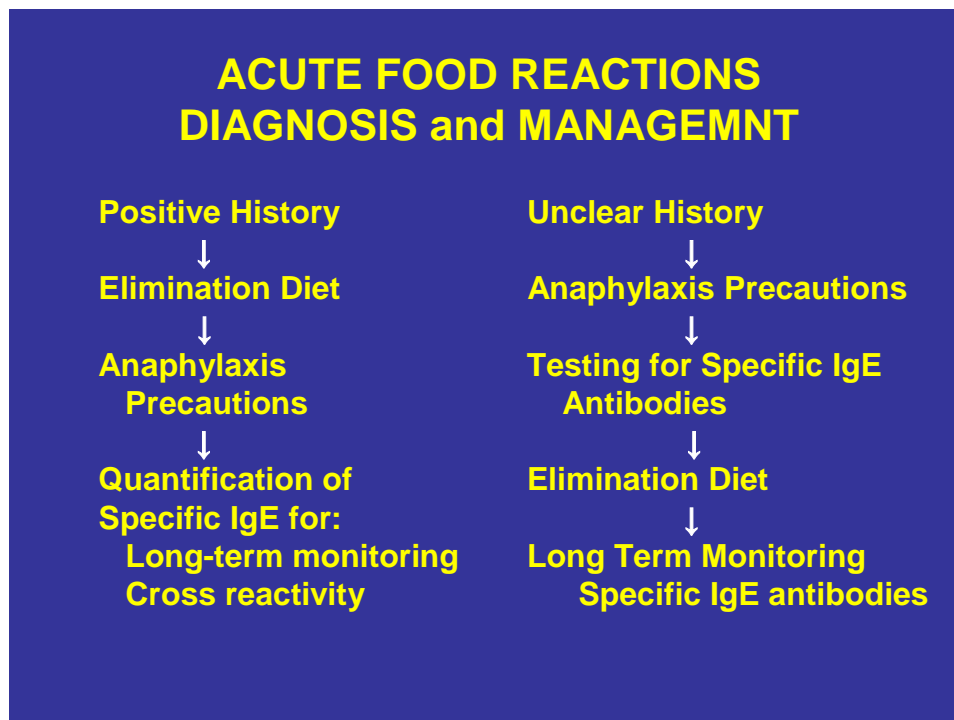 ACUTE FOOD REACTIONS
DIAGNOSIS and MANAGEMNT
Positive History
↓
Elimination Diet
↓
Anaphylaxis
Precautions
↓
Quantification of
Specific IgE for:
Long-term monitoring
Cross reactivity
Unclear History
↓
Anaphylaxis Precautions
↓
Testing for Specific IgE
Antibodies
↓
Elimination Diet
↓
Long Term Monitoring
Specific IgE antibodies